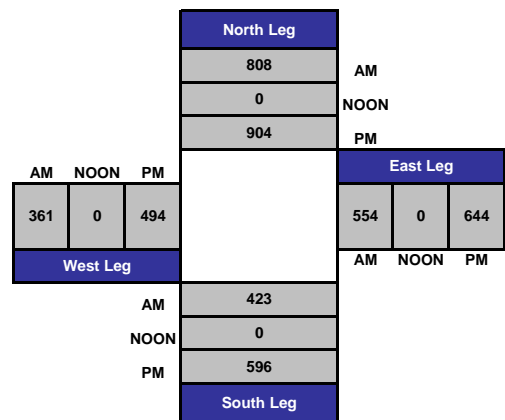 North Leg
808 AM
0 NOON
904 PM
AM NOON PM
East Leg
361 0 494
554 0 644
West Leg
AM NOON PM
AM 423
NOON 0
PM 596
South Leg